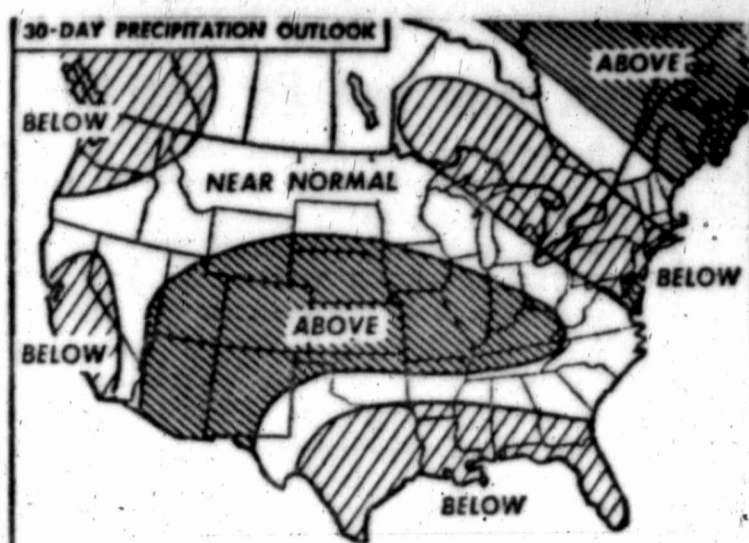 30-DAY PRECIPITATION OUTLOOK
ABOVE
BELOW
NEAR NORMAL
BELOW
ABOVE
BELOW
BELOW